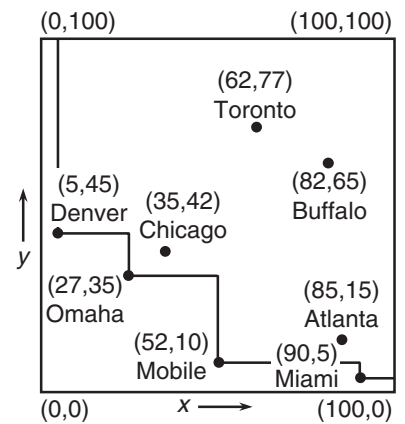 (0,100) (100,100)
(62,77)
Toronto
(5,45)
Denver
(35,42)
Chicago
(82,65)
Buffalo
y
(27,35)
Omaha
(85,15)
Atlanta
(52,10)
Mobile
(90,5)
Miami
(0,0) x (100,0)